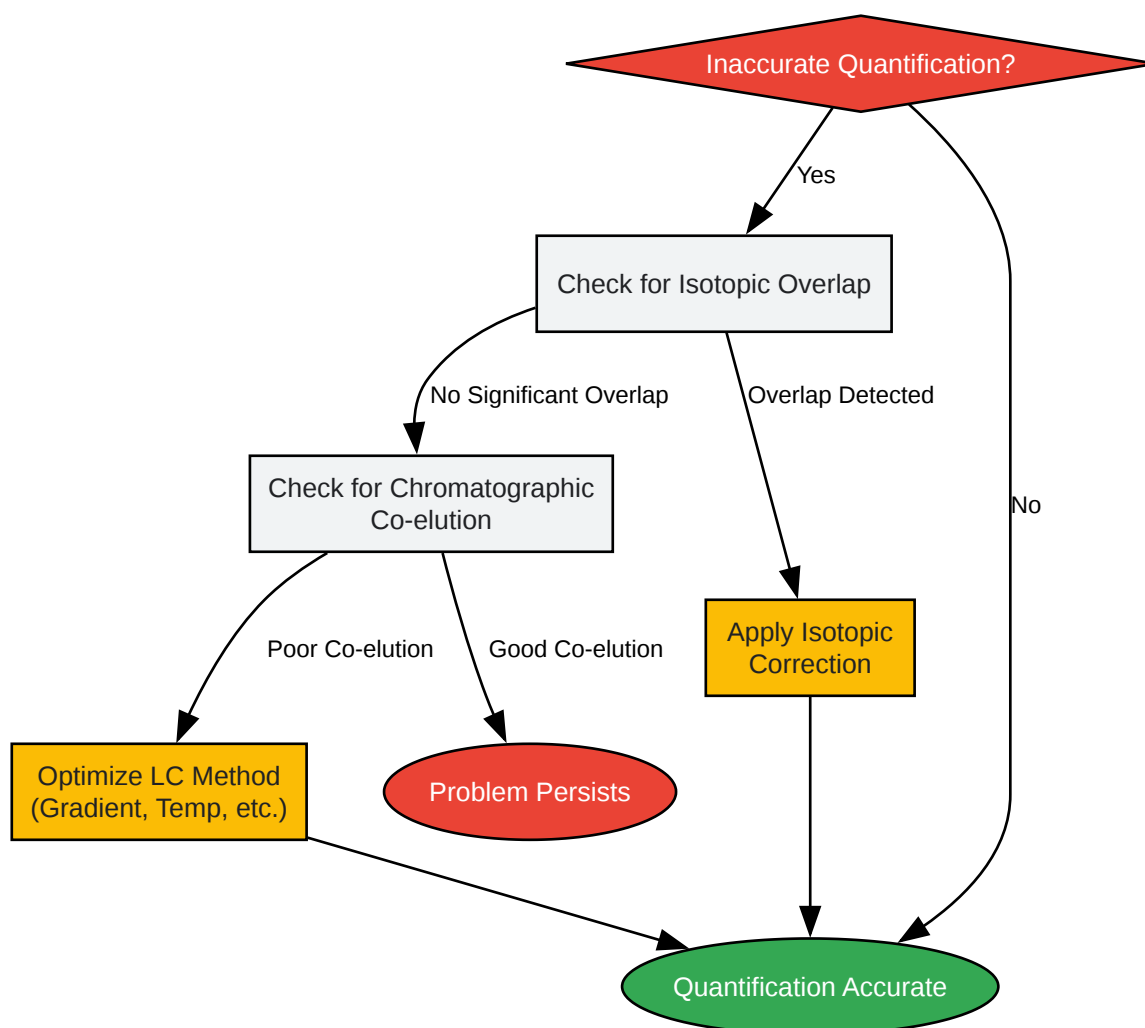 Inaccurate Quantification?
Yes
Check for Isotopic Overlap
No Significant Overlap
Overlap Detected
Check for Chromatographic
Co-elution
No
Apply Isotopic
Correction
Poor Co-elution
Good Co-elution
Optimize LC Method
(Gradient, Temp, etc.)
Problem Persists
Quantification Accurate